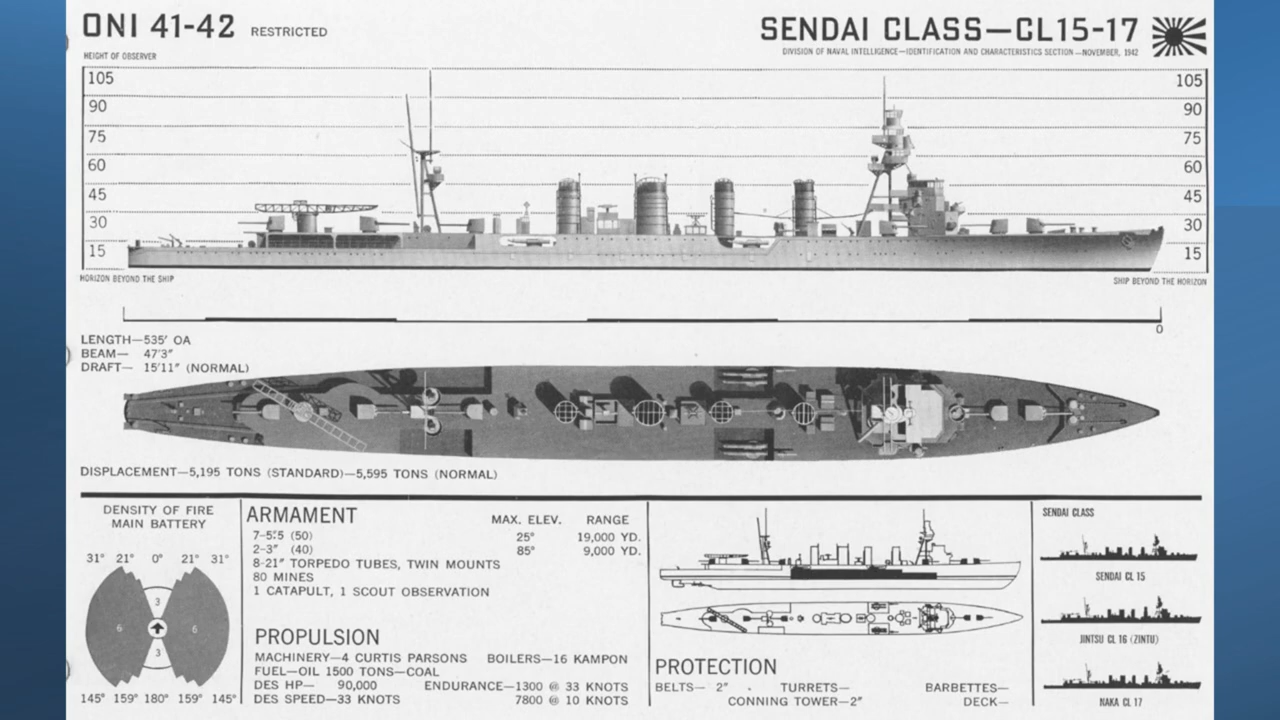 ONI 41-42 RESTRICTED
SENDAI CLASS—CL15-17
DIVISION OF NAVAL INTELLIGENCE—IDENTIFICATION AND CHARACTERISTICS SECTION—NOVEMBER, 1942
HEIGHT OF OBSERVER
105 105
90 90
75 75
60 60
45 45
30 30
15 15
HORIZON BEYOND THE SHIP SHIP BEYOND THE HORIZON
0
LENGTH—535' OA
BEAM— 47'3"
DRAFT— 15'11" (NORMAL)
DISPLACEMENT—5,195 TONS (STANDARD)—5,595 TONS (NORMAL)
DENSITY OF FIRE
MAIN BATTERY
31° 21° 0° 21° 31°
3
6 6
3
145° 159° 180° 159° 145°
ARMAMENT MAX. ELEV. RANGE
7-5".5 (50) 25° 19,000 YD.
2-3" (40) 85° 9,000 YD.
8-21" TORPEDO TUBES, TWIN MOUNTS
80 MINES
1 CATAPULT, 1 SCOUT OBSERVATION
PROPULSION
MACHINERY—4 CURTIS PARSONS BOILERS—16 KAMPON
FUEL—OIL 1500 TONS—COAL
DES HP— 90,000 ENDURANCE—1300 @ 33 KNOTS
DES SPEED—33 KNOTS 7800 @ 10 KNOTS
PROTECTION
BELTS— 2" TURRETS— BARBETTES—
CONNING TOWER—2" DECK—
SENDAI CLASS
SENDAI CL 15
JINTSU CL 16 (ZINTU)
NAKA CL 17